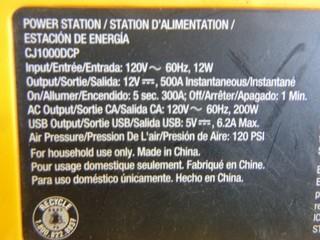 POWER STATION / STATION D'ALIMENTATION /
ESTACIÓN DE ENERGÍA
CJ1000DCP
Input/Entrée/Entrada: 120V~ 60Hz, 12W
Output/Sortie/Salida: 12V⎓, 500A Instantaneous/Instantané
On/Allumer/Encendido: 5 sec. 300A; Off/Arrêter/Apagado: 1 Min.
AC Output/Sortie CA/Salida CA: 120V~ 60Hz, 200W
USB Output/Sortie USB/Salida USB: 5V⎓, 6.2A Max.
Air Pressure/Pression De L'air/Presión de Aire: 120 PSI
For household use only. Made in China.
Pour usage domestique seulement. Fabriqué en Chine.
Para uso doméstico únicamente. Hecho en China.
RECYCLE
1.800.822.8837